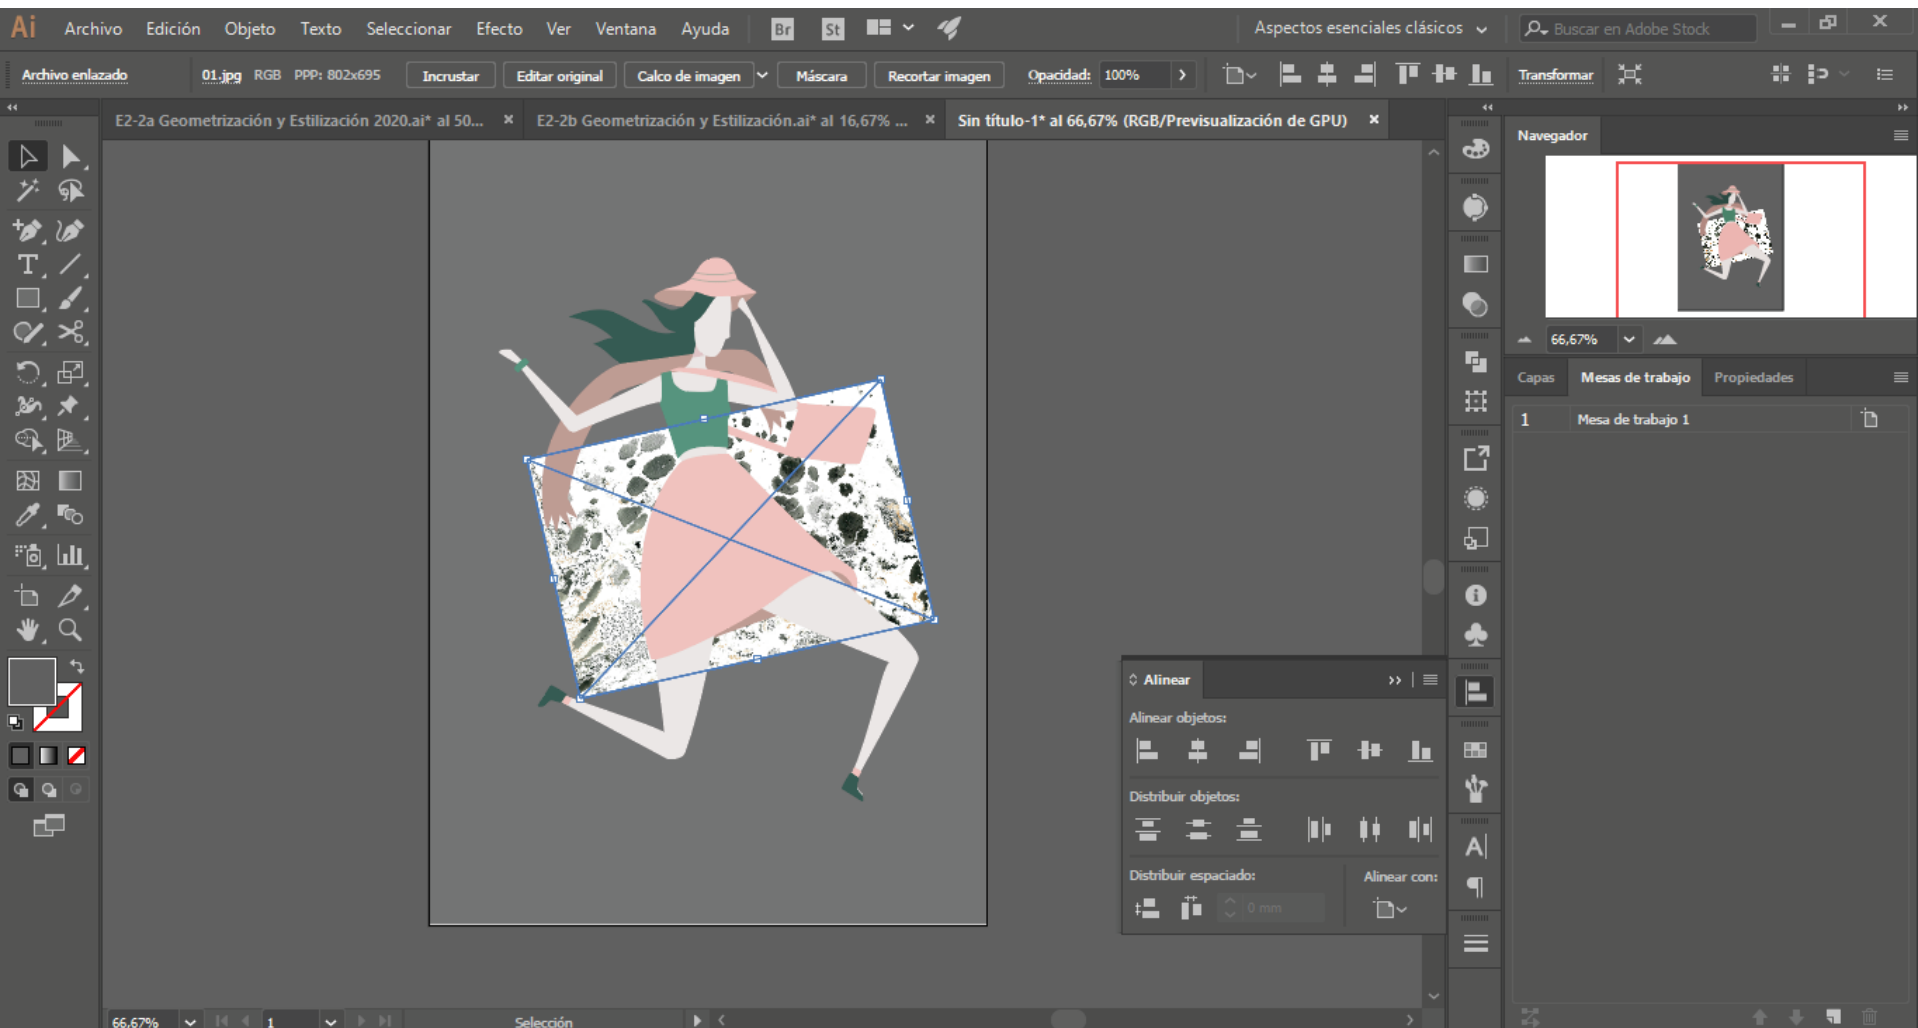 Ai Archivo Edición Objeto Texto Seleccionar Efecto Ver Ventana Ayuda Br St Aspectos esenciales clásicos Buscar en Adobe Stock
Archivo enlazado 01.jpg RGB PPP: 802x695 Incrustar Editar original Calco de imagen Máscara Recortar imagen Opacidad: 100% Transformar
E2-2a Geometrización y Estilización 2020.ai* al 50... × E2-2b Geometrización y Estilización.ai* al 16,67% ... × Sin título-1* al 66,67% (RGB/Previsualización de GPU) ×
Navegador
66,67%
Capas Mesas de trabajo Propiedades
1 Mesa de trabajo 1
Alinear
Alinear objetos:
Distribuir objetos:
Distribuir espaciado: Alinear con:
0 mm
66,67% 1 Selección